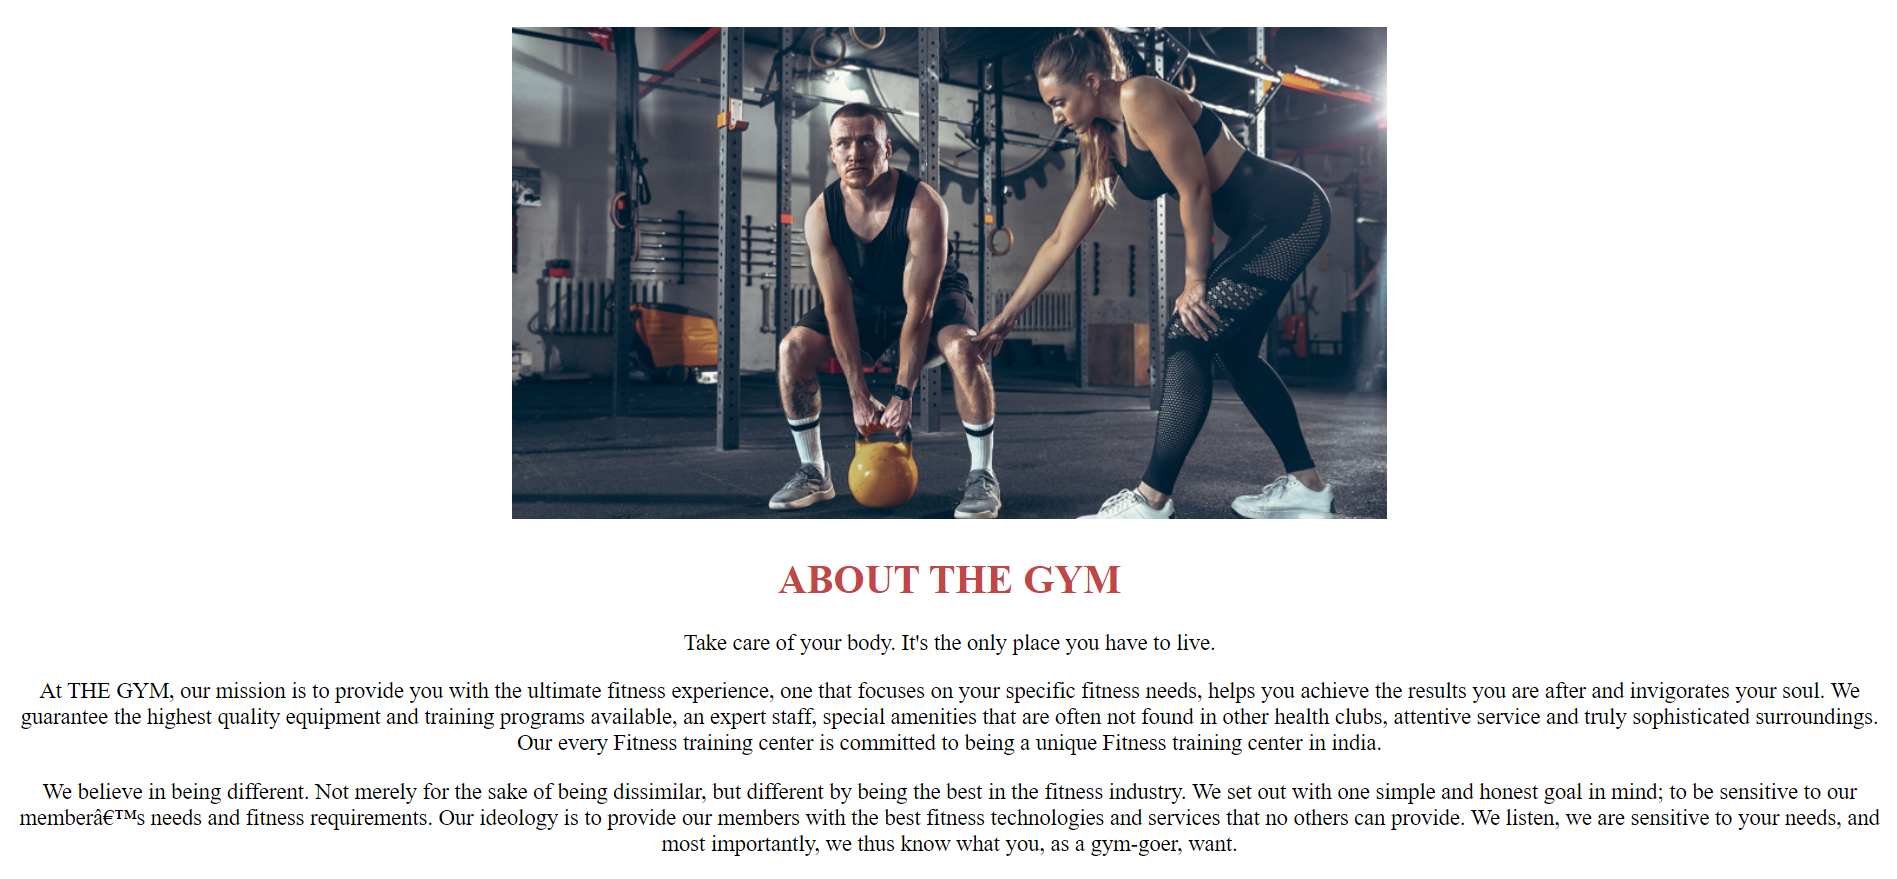 ABOUT THE GYM
Take care of your body. It's the only place you have to live.
At THE GYM, our mission is to provide you with the ultimate fitness experience, one that focuses on your specific fitness needs, helps you achieve the results you are after and invigorates your soul. We
guarantee the highest quality equipment and training programs available, an expert staff, special amenities that are often not found in other health clubs, attentive service and truly sophisticated surroundings.
Our every Fitness training center is committed to being a unique Fitness training center in india.
We believe in being different. Not merely for the sake of being dissimilar, but different by being the best in the fitness industry. We set out with one simple and honest goal in mind; to be sensitive to our
memberâ€™s needs and fitness requirements. Our ideology is to provide our members with the best fitness technologies and services that no others can provide. We listen, we are sensitive to your needs, and
most importantly, we thus know what you, as a gym-goer, want.